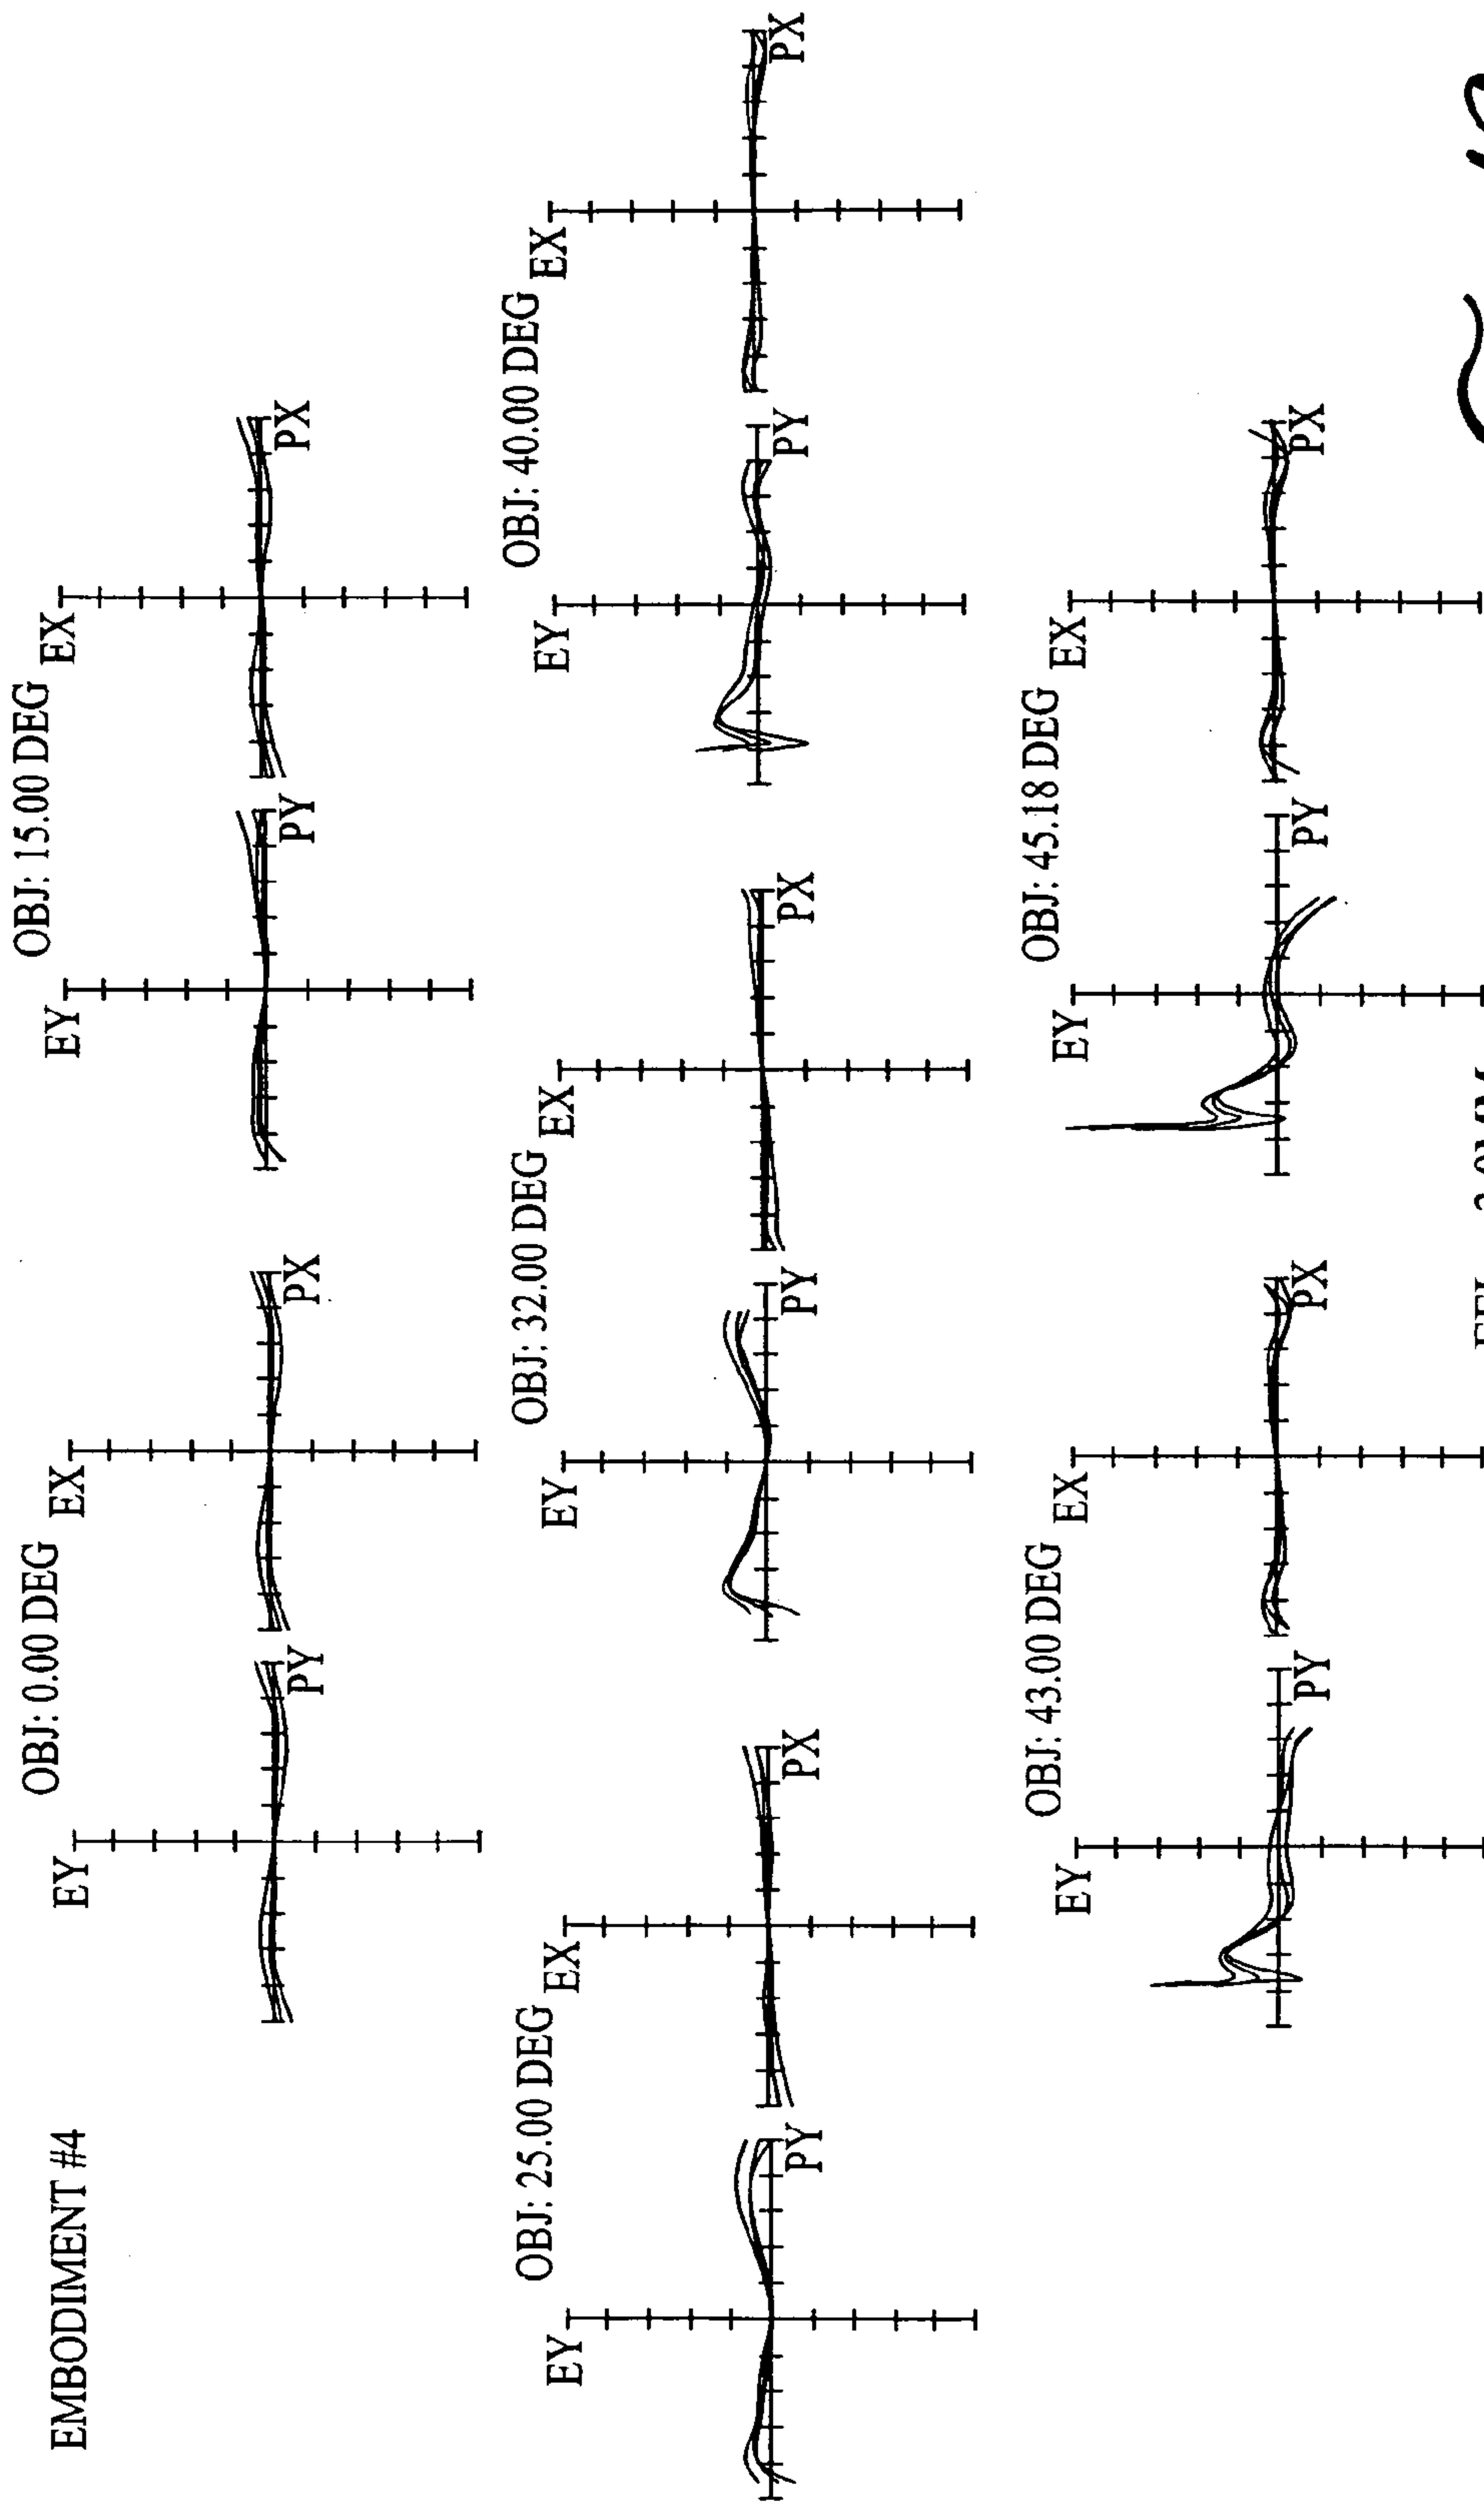 EMBODIMENT #4
OBJ: 0.00 DEG
OBJ: 15.00 DEG
EY
PY
EX
PX
EY
PY
EX
PX
OBJ: 25.00 DEG
OBJ: 32.00 DEG
OBJ: 40.00 DEG
EY
PY
EX
PX
EY
PY
EX
PX
EY
PY
EX
PX
OBJ: 43.00 DEG
OBJ: 45.18 DEG
EY
PY
EX
PX
EY
PY
EX
PX